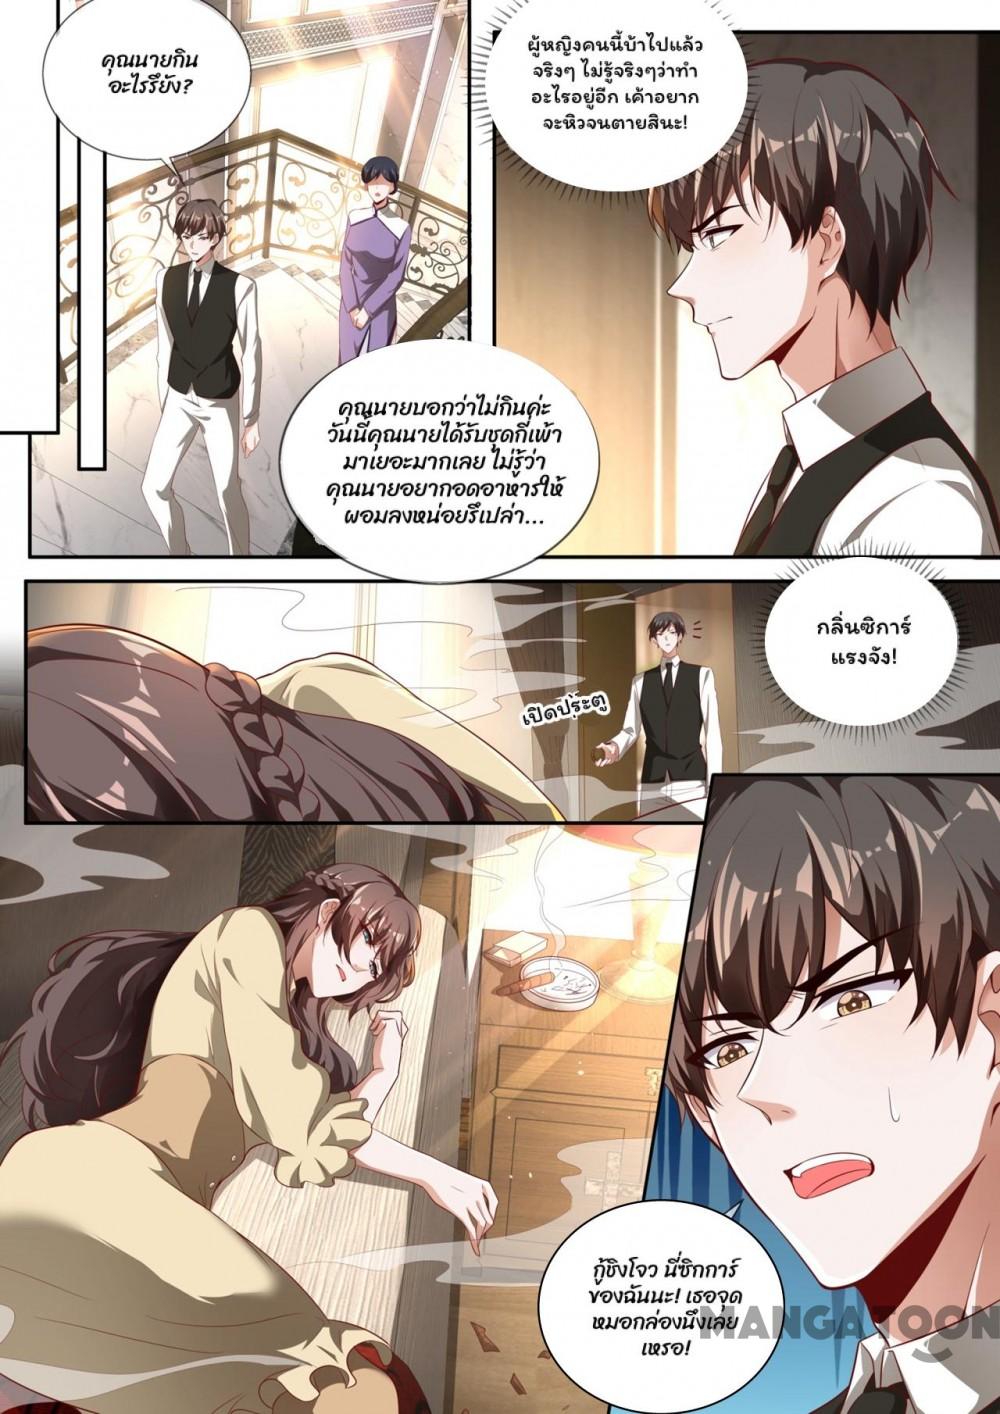 คุณนายกิน
อะไรรึยัง?
ผู้หญิงคนนี้บ้าไปแล้ว
จริงๆ ไม่รู้จริงๆว่าทำ
อะไรอยู่อีก เค้าอยาก
จะหิวจนตายสินะ!
คุณนายบอกว่าไม่กินค่ะ
วันนี้คุณนายได้รับชุดกี่เพ้า
มาเยอะมากเลย ไม่รู้ว่า
คุณนายอยากอดอาหารให้
ผอมลงหน่อยรึเปล่า...
กลิ่นซิการ์
แรงจัง!
เปิดประตู
กู้ชิงโจว นี่ซิกการ์
ของฉันนะ! เธอจุด
หมอกล่องนึงเลย
เหรอ!
MANGATOON